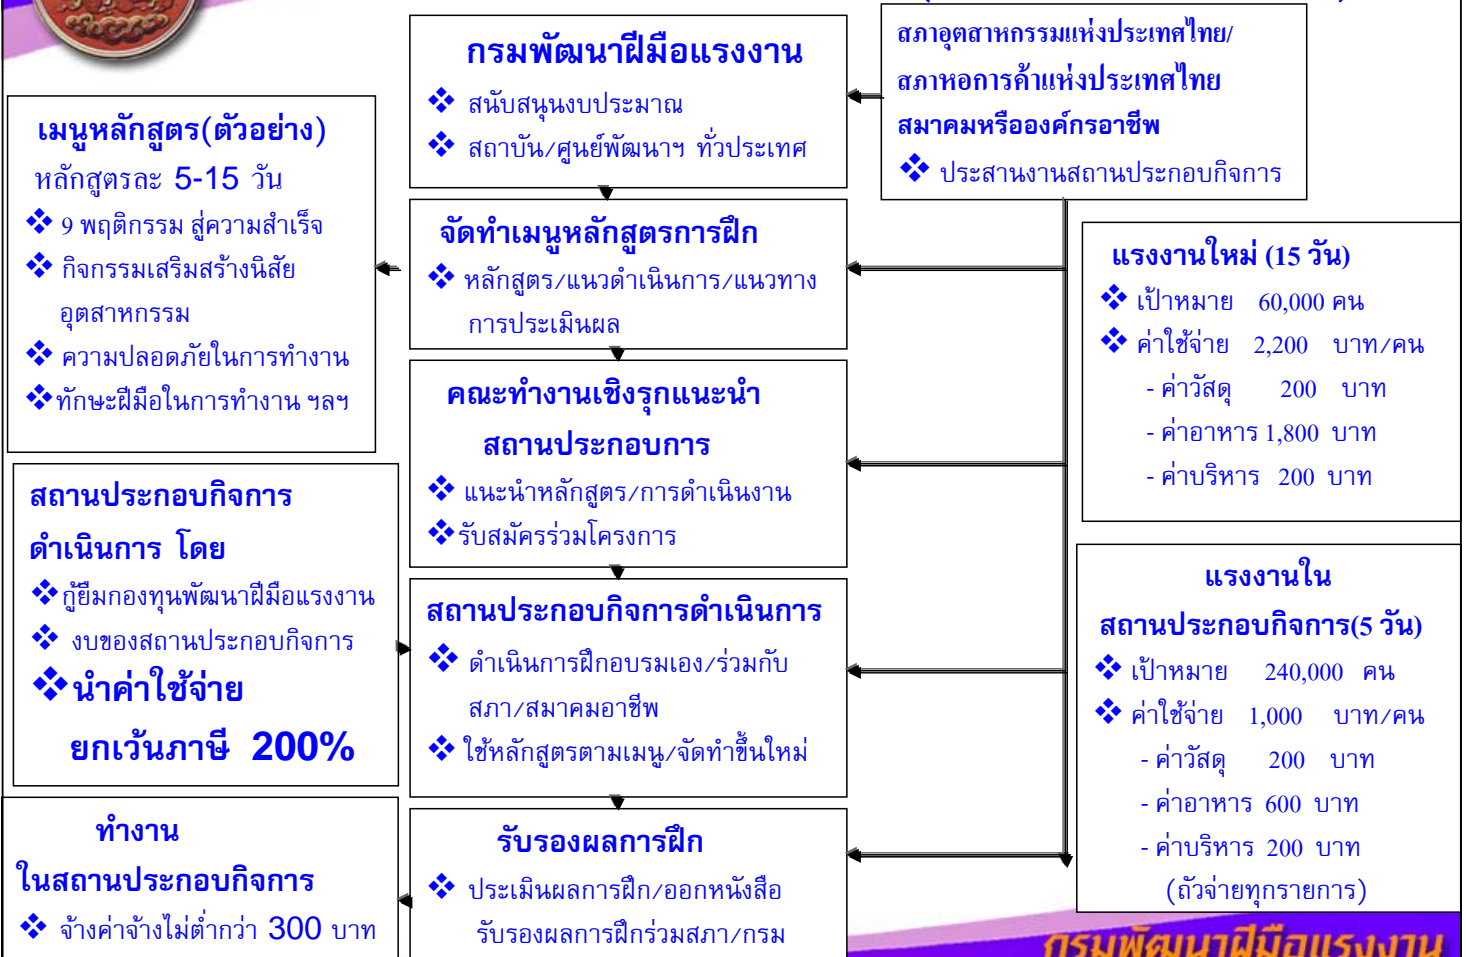 กรมพัฒนาฝีมือแรงงาน
❖ สนับสนุนงบประมาณ
❖ สถาบัน/ศูนย์พัฒนาฯ ทั่วประเทศ
สภาอุตสาหกรรมแห่งประเทศไทย/
สภาหอการค้าแห่งประเทศไทย
สมาคมหรือองค์กรอาชีพ
❖ ประสานงานสถานประกอบกิจการ
เมนูหลักสูตร(ตัวอย่าง)
หลักสูตรละ 5-15 วัน
❖ 9 พฤติกรรม สู่ความสำเร็จ
❖ กิจกรรมเสริมสร้างนิสัย
อุตสาหกรรม
❖ ความปลอดภัยในการทำงาน
❖ทักษะฝีมือในการทำงาน ฯลฯ
จัดทำเมนูหลักสูตรการฝึก
❖ หลักสูตร/แนวดำเนินการ/แนวทาง
การประเมินผล
แรงงานใหม่ (15 วัน)
❖ เป้าหมาย 60,000 คน
❖ ค่าใช้จ่าย 2,200 บาท/คน
- ค่าวัสดุ 200 บาท
- ค่าอาหาร 1,800 บาท
- ค่าบริหาร 200 บาท
คณะทำงานเชิงรุกแนะนำ
สถานประกอบการ
❖ แนะนำหลักสูตร/การดำเนินงาน
❖รับสมัครร่วมโครงการ
สถานประกอบกิจการ
ดำเนินการ โดย
❖กู้ยืมกองทุนพัฒนาฝีมือแรงงาน
❖ งบของสถานประกอบกิจการ
❖นำค่าใช้จ่าย
ยกเว้นภาษี 200%
สถานประกอบกิจการดำเนินการ
❖ ดำเนินการฝึกอบรมเอง/ร่วมกับ
สภา/สมาคมอาชีพ
❖ ใช้หลักสูตรตามเมนู/จัดทำขึ้นใหม่
แรงงานใน
สถานประกอบกิจการ(5 วัน)
❖ เป้าหมาย 240,000 คน
❖ ค่าใช้จ่าย 1,000 บาท/คน
- ค่าวัสดุ 200 บาท
- ค่าอาหาร 600 บาท
- ค่าบริหาร 200 บาท
(ถัวจ่ายทุกรายการ)
ทำงาน
ในสถานประกอบกิจการ
❖ จ้างค่าจ้างไม่ต่ำกว่า 300 บาท
รับรองผลการฝึก
❖ ประเมินผลการฝึก/ออกหนังสือ
รับรองผลการฝึกร่วมสภา/กรม
กรมพัฒนาฝีมือแรงงาน